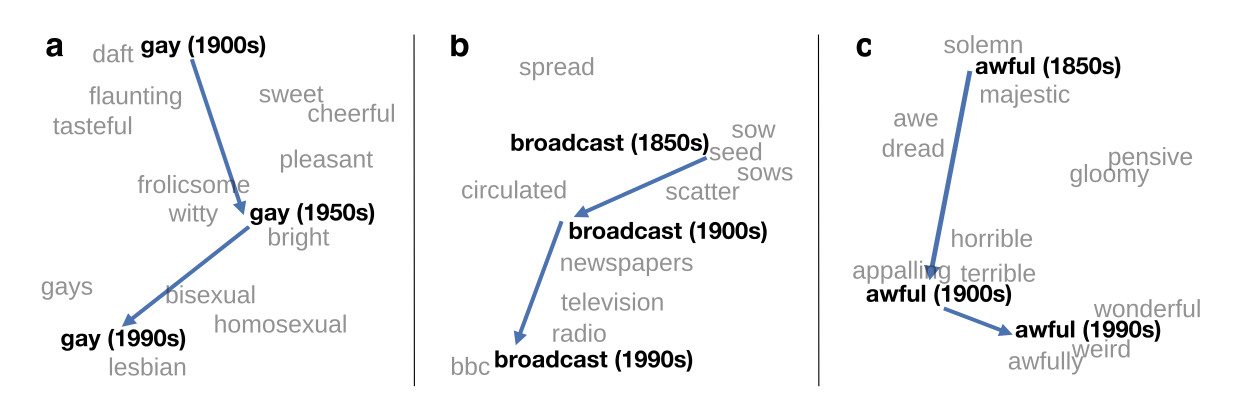 a
daft gay (1900s)
flaunting sweet
tasteful cheerful
pleasant
frolicsome
witty gay (1950s)
bright
gays bisexual
homosexual
gay (1990s)
lesbian
b
spread
broadcast (1850s) sow
seed
sows
circulated scatter
broadcast (1900s)
newspapers
television
radio
bbc broadcast (1990s)
c
solemn
awful (1850s)
majestic
awe
dread pensive
gloomy
horrible
appalling terrible
awful (1900s)
wonderful
awful (1990s)
weird
awfully